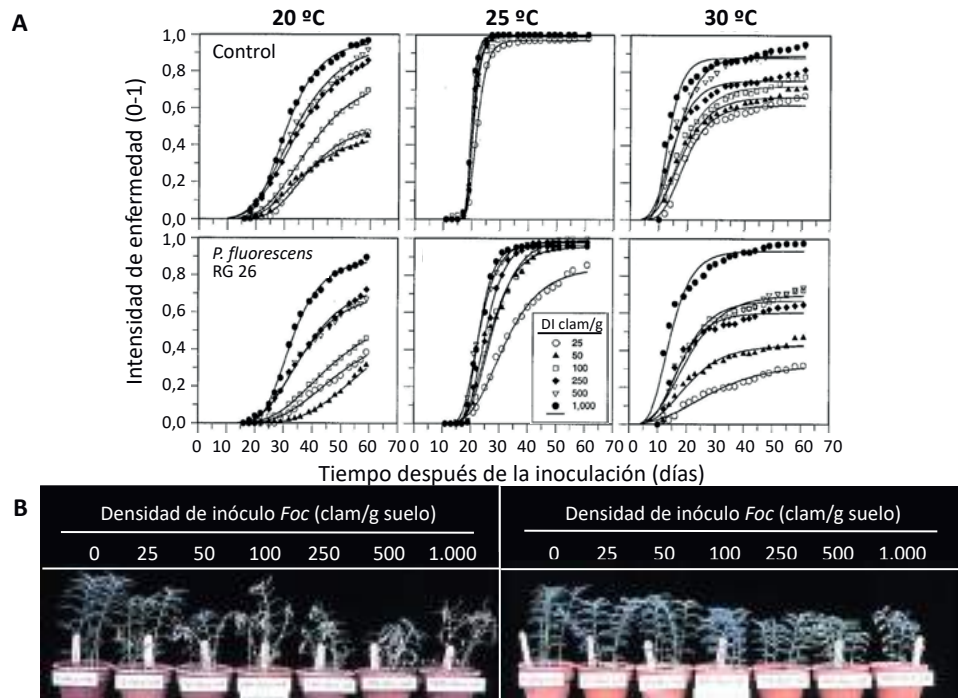 A
20 ºC 25 ºC 30 ºC
Intensidad de enfermedad (0-1)
Control
1,0
0,8
0,6
0,4
0,2
0,0
P. fluorescens
RG 26
1,0
0,8
0,6
0,4
0,2
0,0
DI clam/g
25
50
100
250
500
1,000
0 10 20 30 40 50 60 70
0 15 20 25 30 35 40 45 50 55 60
0 10 20 30 40 50 60 70
Tiempo después de la inoculación (días)
B
Densidad de inóculo Foc (clam/g suelo)
0 25 50 100 250 500 1.000
Densidad de inóculo Foc (clam/g suelo)
0 25 50 100 250 500 1.000